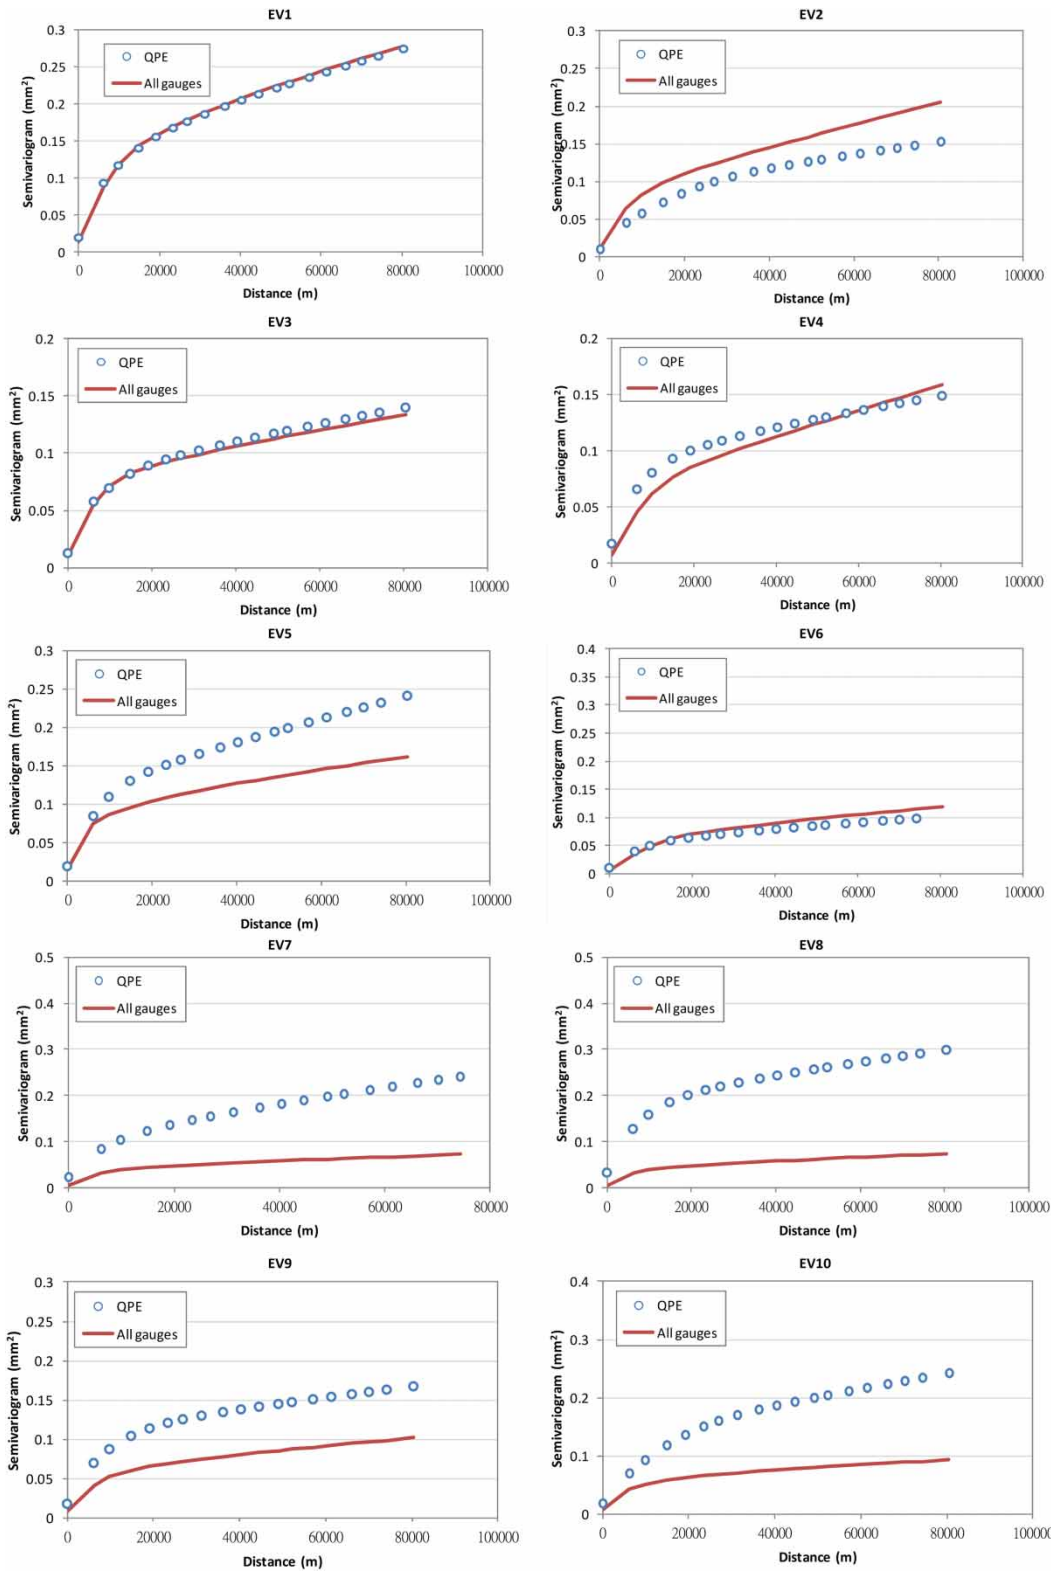 EV1
0.3
0.25
0.2
0.15
0.1
0.05
0
Semivariogram (mm²)
QPE
All gauges
0 20000 40000 60000 80000 100000
Distance (m)
EV2
0.3
0.25
0.2
0.15
0.1
0.05
0
Semivariogram (mm²)
QPE
All gauges
0 20000 40000 60000 80000 100000
Distance (m)
EV3
0.2
0.15
0.1
0.05
0
Semivariogram (mm²)
QPE
All gauges
0 20000 40000 60000 80000 100000
Distance (m)
EV4
0.2
0.15
0.1
0.05
0
Semivariogram (mm²)
QPE
All gauges
0 20000 40000 60000 80000 100000
Distance (m)
EV5
0.3
0.25
0.2
0.15
0.1
0.05
0
Semivariogram (mm²)
QPE
All gauges
0 20000 40000 60000 80000 100000
Distance (m)
EV6
0.4
0.35
0.3
0.25
0.2
0.15
0.1
0.05
0
Semivariogram (mm²)
QPE
All gauges
0 20000 40000 60000 80000 100000
Distance (m)
EV7
0.5
0.4
0.3
0.2
0.1
0
Semivariogram (mm²)
QPE
All gauges
0 20000 40000 60000 80000
Distance (m)
EV8
0.5
0.4
0.3
0.2
0.1
0
Semivariogram (mm²)
QPE
All gauges
0 20000 40000 60000 80000 100000
Distance (m)
EV9
0.3
0.25
0.2
0.15
0.1
0.05
0
Semivariogram (mm²)
QPE
All gauges
0 20000 40000 60000 80000 100000
Distance (m)
EV10
0.4
0.3
0.2
0.1
0
Semivariogram (mm²)
QPE
All gauges
0 20000 40000 60000 80000 100000
Distance (m)